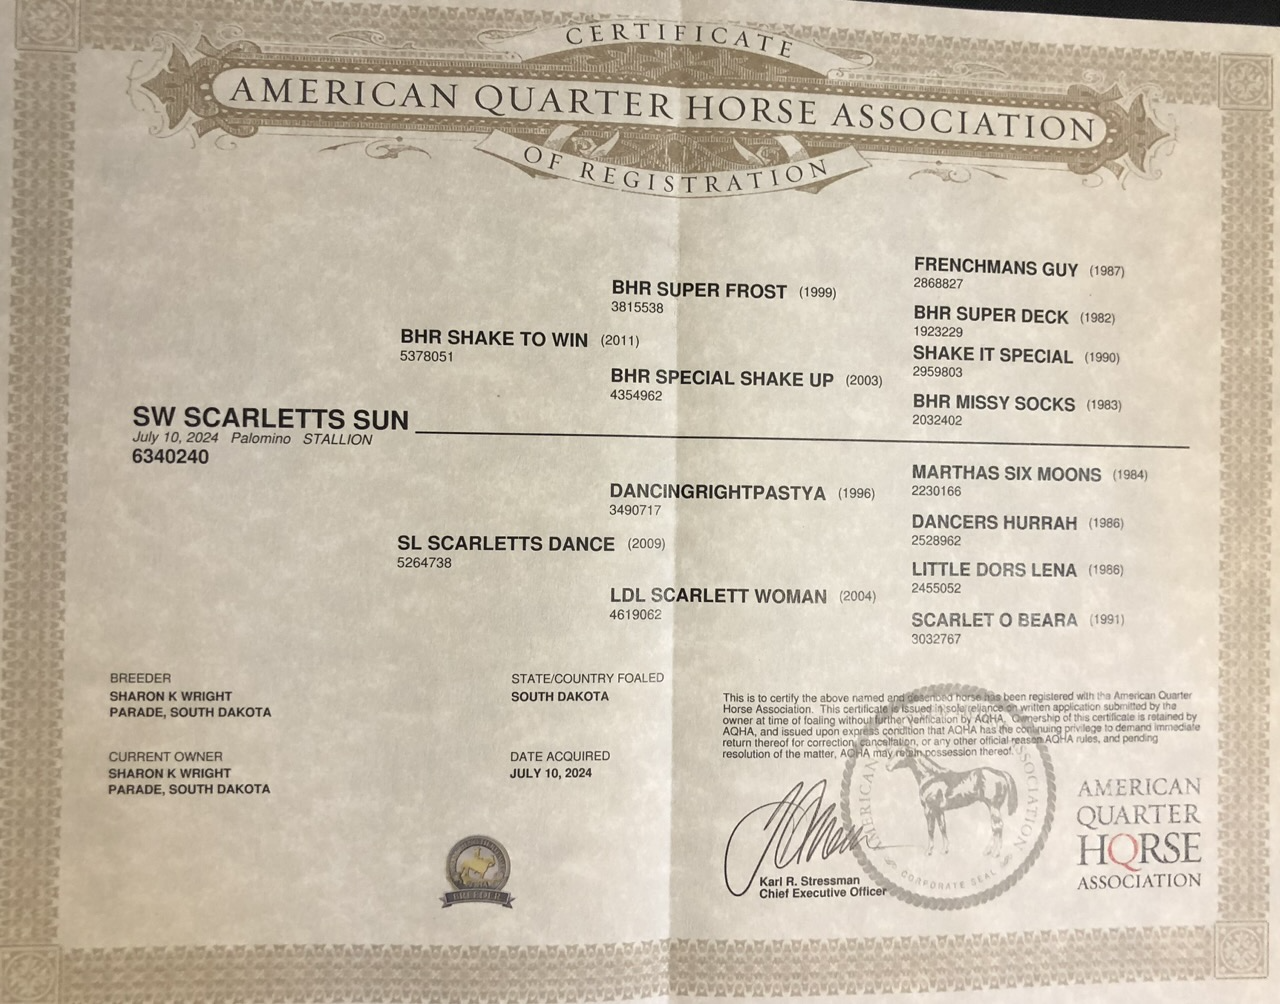 CERTIFICATE
AMERICAN QUARTER HORSE ASSOCIATION
OF REGISTRATION
FRENCHMANS GUY (1987)
2868827
BHR SUPER FROST (1999)
3815538
BHR SUPER DECK (1982)
1923229
BHR SHAKE TO WIN (2011)
5378051
SHAKE IT SPECIAL (1990)
2959803
BHR SPECIAL SHAKE UP (2003)
4354962
BHR MISSY SOCKS (1983)
2032402
SW SCARLETTS SUN
July 10, 2024 Palomino STALLION
6340240
MARTHAS SIX MOONS (1984)
2230166
DANCINGRIGHTPASTYA (1996)
3490717
DANCERS HURRAH (1986)
2528962
SL SCARLETTS DANCE (2009)
5264738
LITTLE DORS LENA (1986)
2455052
LDL SCARLETT WOMAN (2004)
4619062
SCARLET O BEARA (1991)
3032767
BREEDER
SHARON K WRIGHT
PARADE, SOUTH DAKOTA
STATE/COUNTRY FOALED
SOUTH DAKOTA
CURRENT OWNER
SHARON K WRIGHT
PARADE, SOUTH DAKOTA
DATE ACQUIRED
JULY 10, 2024
This is to certify the above named and described horse has been registered with the American Quarter
Horse Association. This certificate is issued in sole reliance on written application submitted by the
owner at time of foaling without further verification by AQHA. Ownership of this certificate is retained by
AQHA, and issued upon express condition that AQHA has the continuing privilege to demand immediate
return thereof for correction, cancellation, or any other official reason AQHA rules, and pending
resolution of the matter, AQHA may retain possession thereof.
Karl R. Stressman
Chief Executive Officer
AMERICAN
ASSOCIATION
CORPORATE SEAL
AMERICAN
QUARTER
HORSE
ASSOCIATION
BREEDER